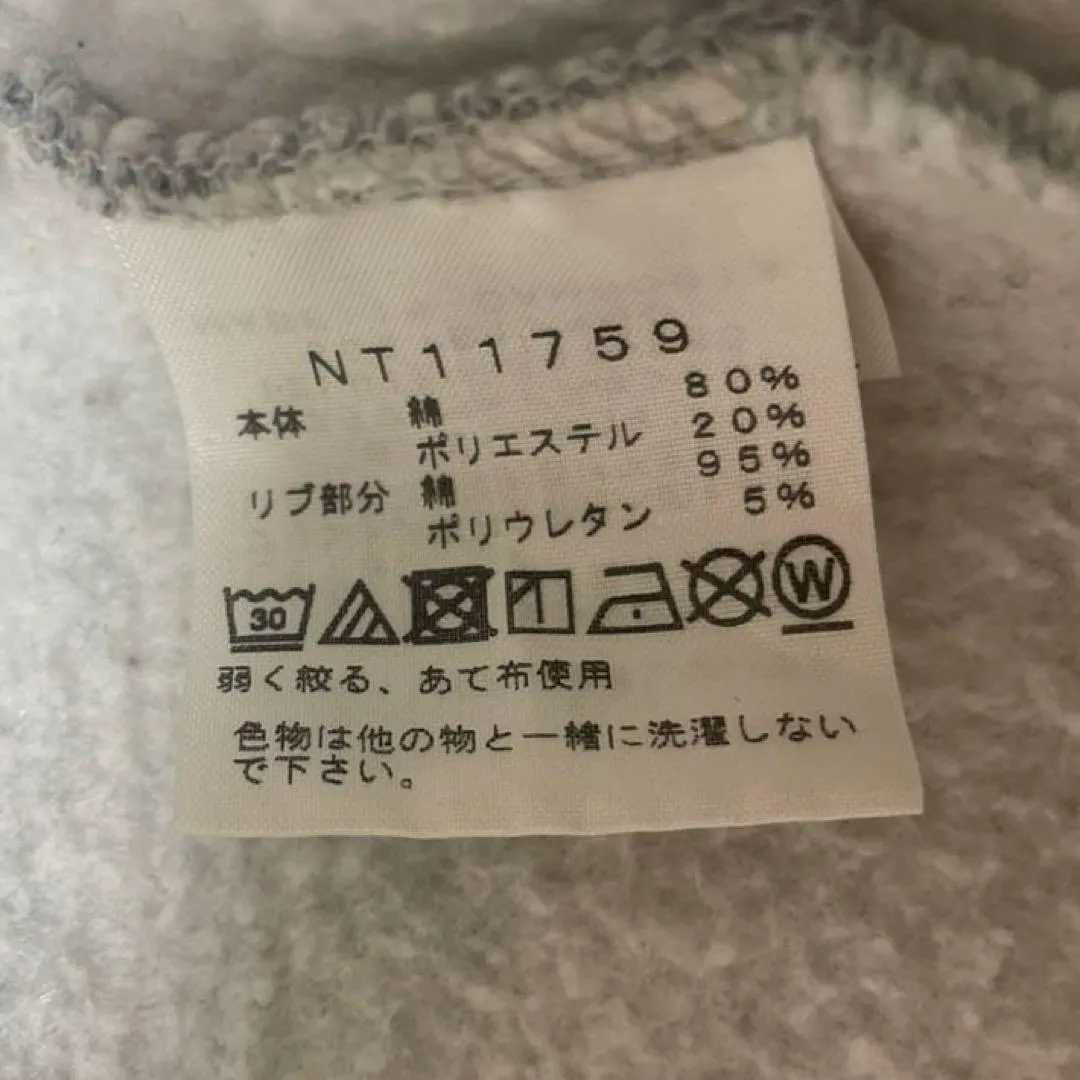 NT11759
本体 綿 80%
ポリエステル 20%
リブ部分 綿 95%
ポリウレタン 5%
30 W
弱く絞る、あて布使用
色物は他の物と一緒に洗濯しない
で下さい。